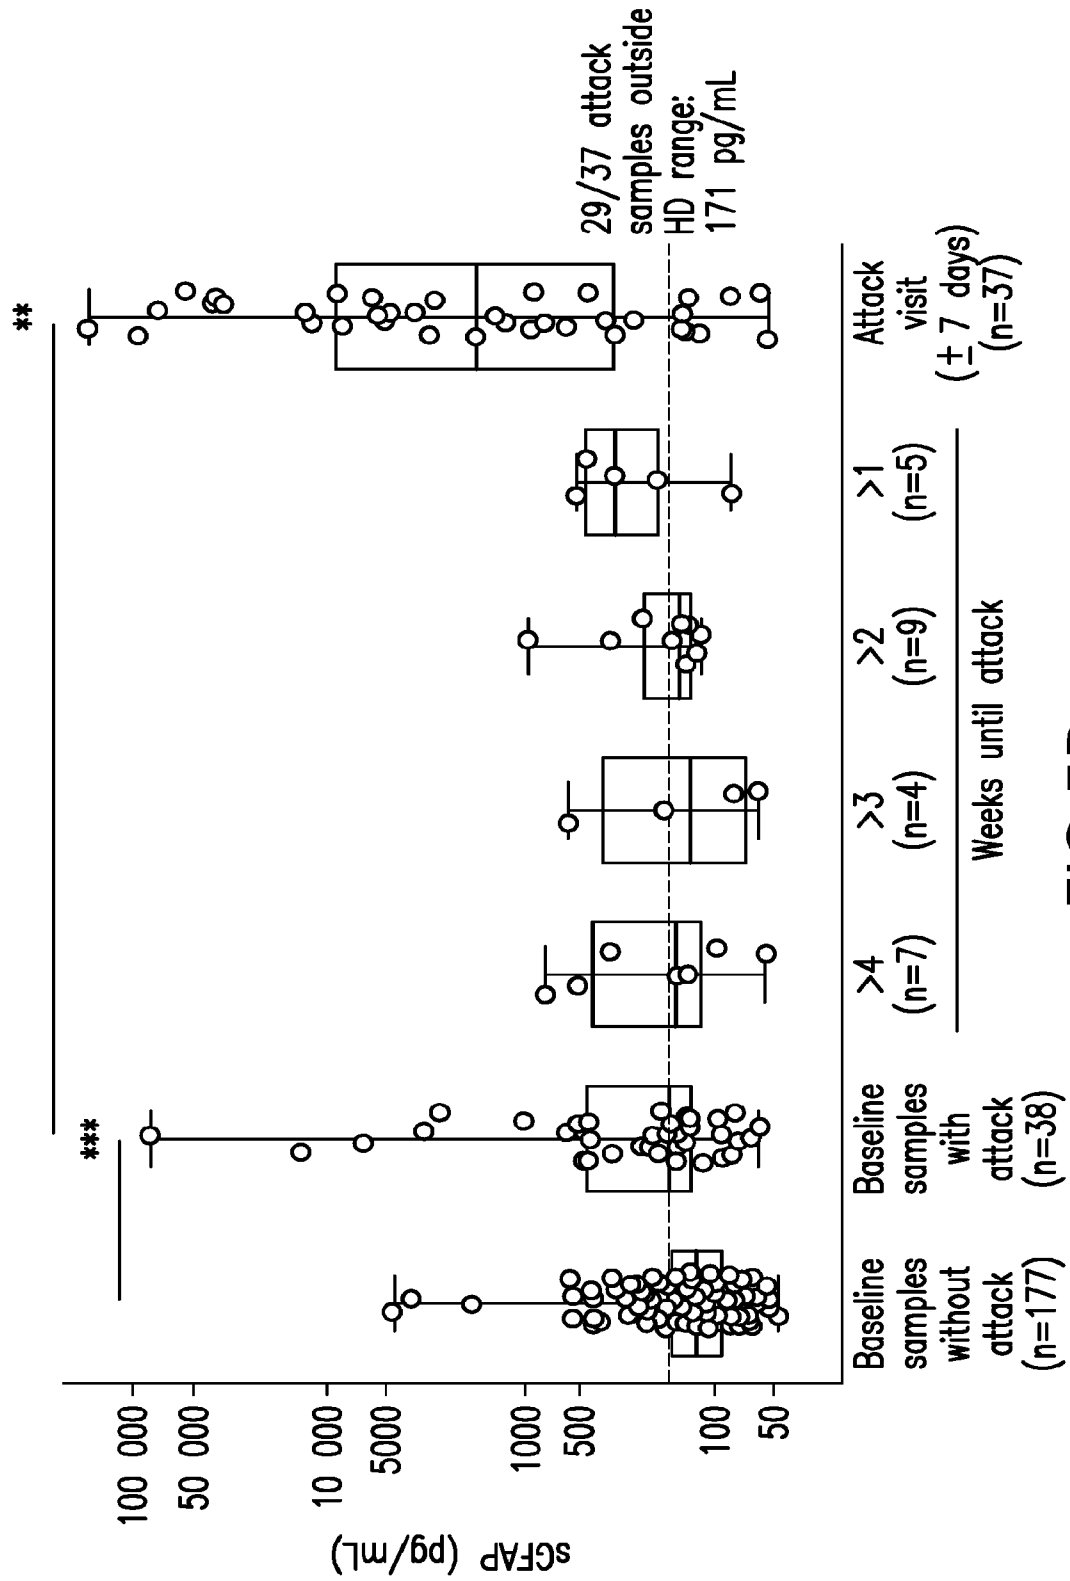 **
***
sGFAP (pg/mL)
100 000
50 000
10 000
5000
1000
500
100
50
29/37 attack
samples outside
HD range:
171 pg/mL
Baseline
samples
without
attack
(n=177)
Baseline
samples
with
attack
(n=38)
>4
(n=7)
>3
(n=4)
>2
(n=9)
>1
(n=5)
Attack
visit
(± 7 days)
(n=37)
Weeks until attack